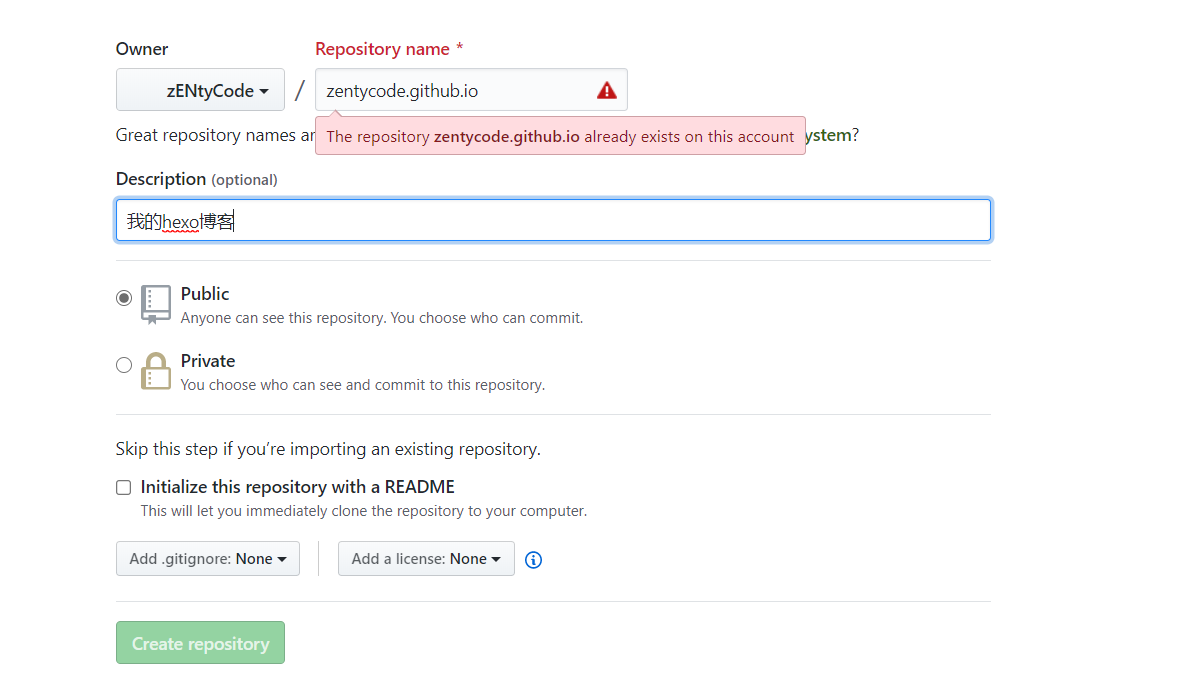 Owner
Repository name *
zENtyCode / zentycode.github.io
Great repository names ystem?
The repository zentycode.github.io already exists on this account
Description (optional)
我的hexo博客
Public
Anyone can see this repository. You choose who can commit.
Private
You choose who can see and commit to this repository.
Skip this step if you’re importing an existing repository.
Initialize this repository with a README
This will let you immediately clone the repository to your computer.
Add .gitignore: None
Add a license: None
Create repository